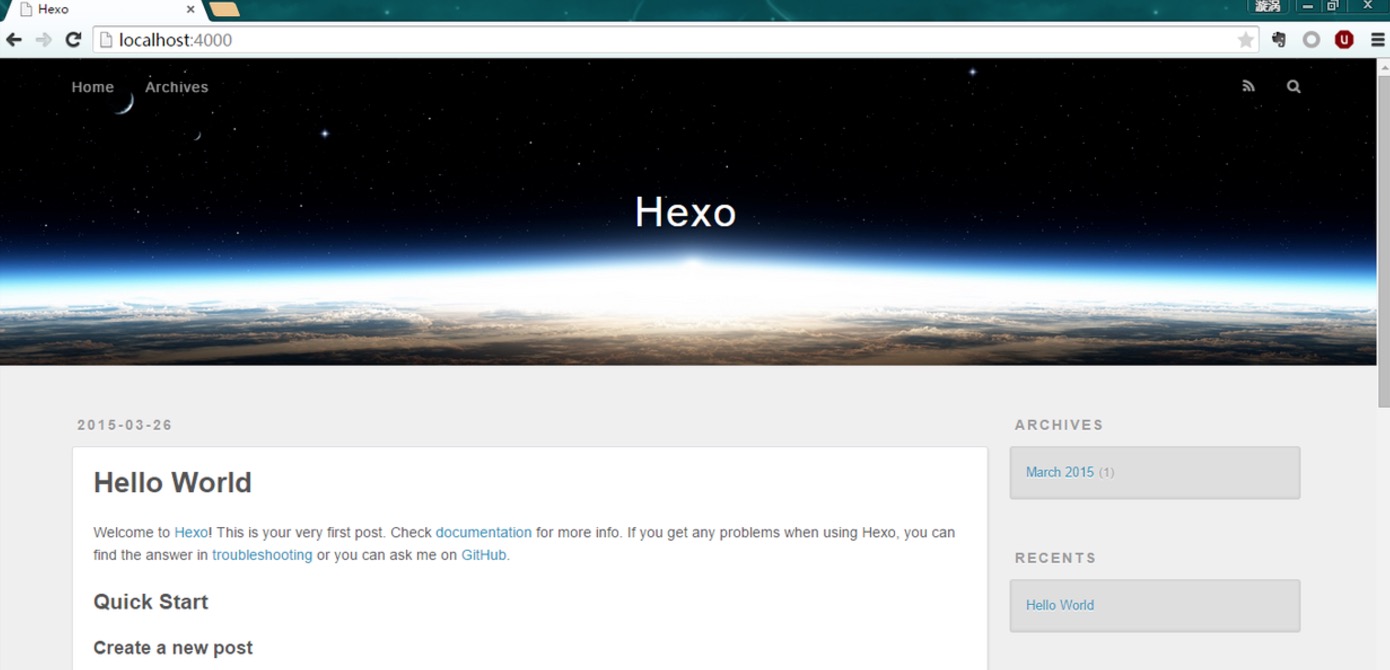 Hexo
漩涡
localhost:4000
Home Archives
Hexo
2015-03-26
Hello World
Welcome to Hexo! This is your very first post. Check documentation for more info. If you get any problems when using Hexo, you can
find the answer in troubleshooting or you can ask me on GitHub.
Quick Start
Create a new post
ARCHIVES
March 2015 (1)
RECENTS
Hello World